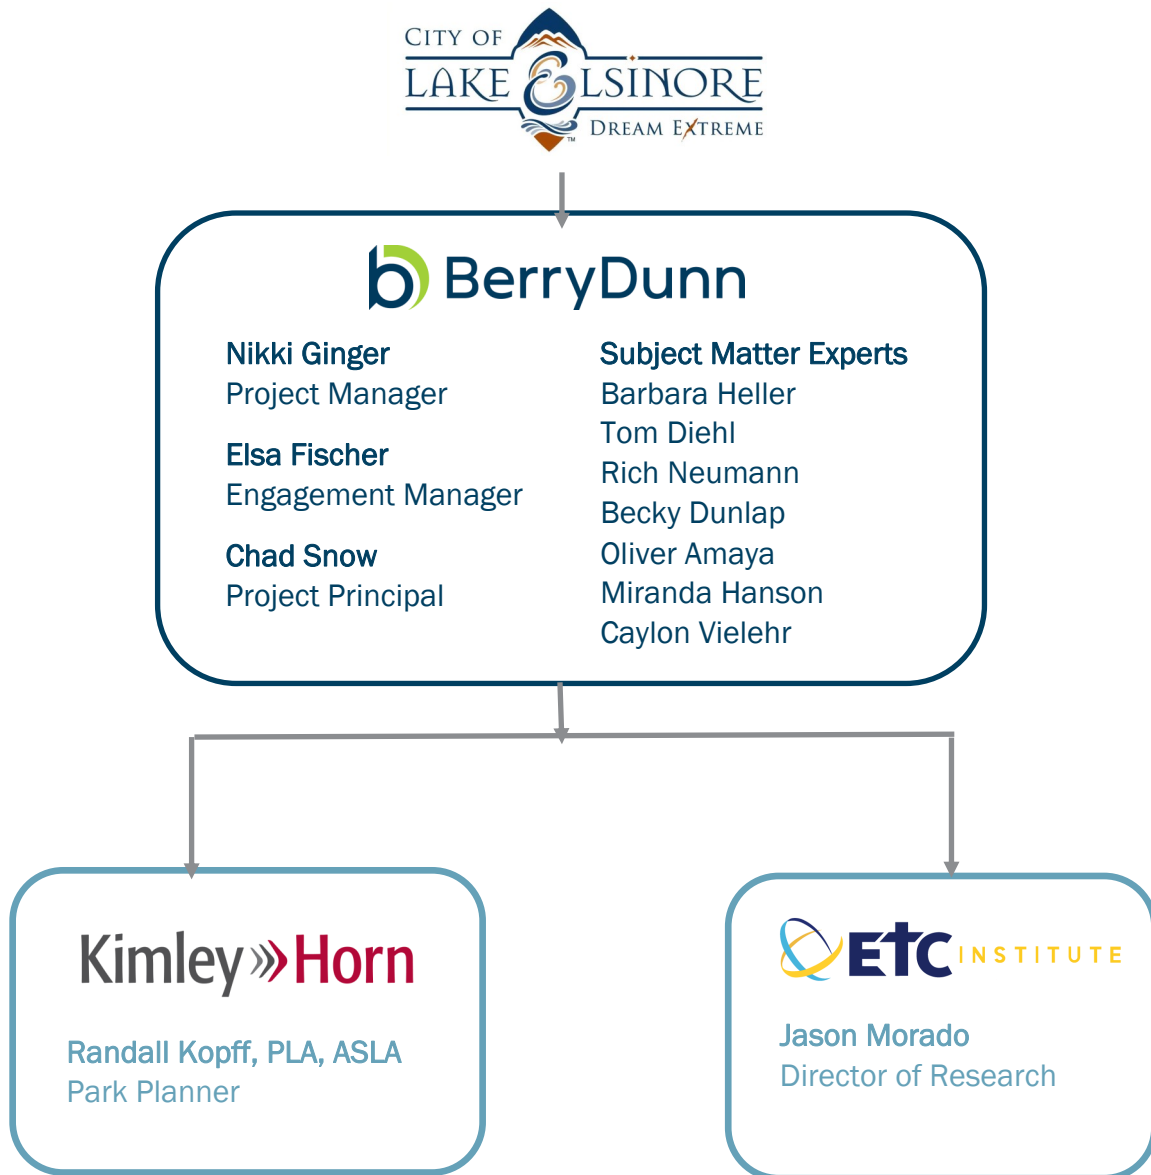 CITY OF
LAKE ELSINORE
DREAM EXTREME
TM
BerryDunn
Nikki Ginger
Project Manager
Elsa Fischer
Engagement Manager
Chad Snow
Project Principal
Subject Matter Experts
Barbara Heller
Tom Diehl
Rich Neumann
Becky Dunlap
Oliver Amaya
Miranda Hanson
Caylon Vielehr
Kimley»Horn
Randall Kopff, PLA, ASLA
Park Planner
ETC INSTITUTE
Jason Morado
Director of Research